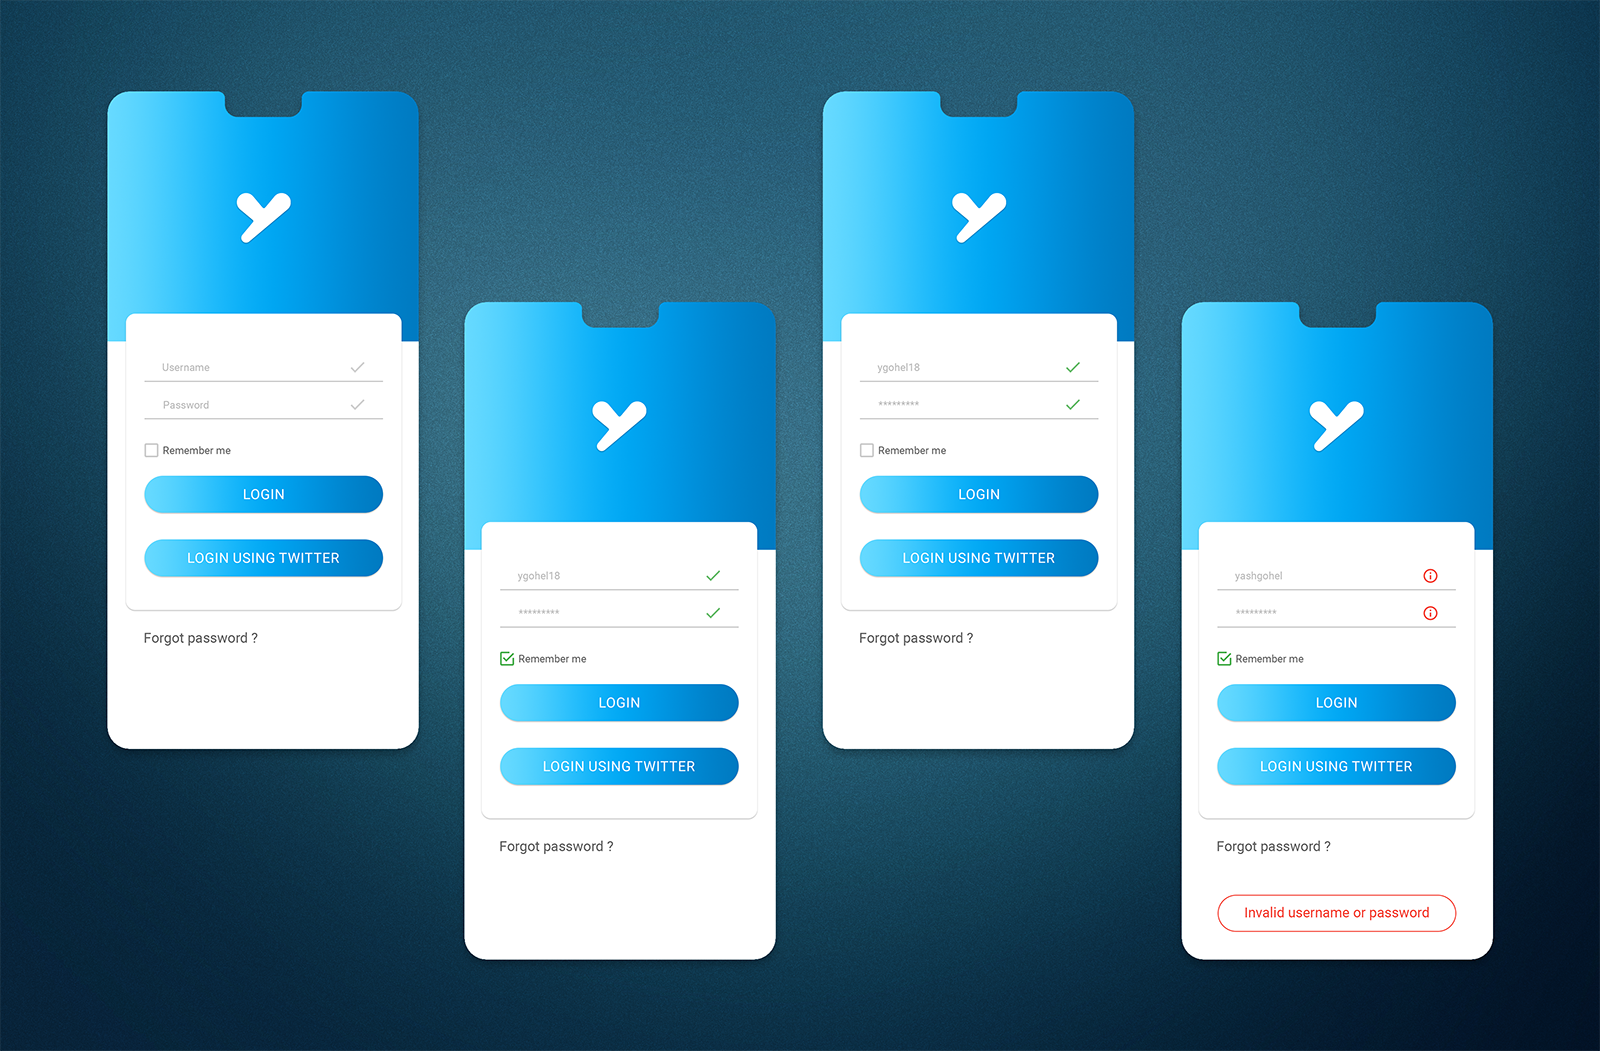 Username
Password
Remember me
LOGIN
LOGIN USING TWITTER
Forgot password ?
ygohel18
*********
Remember me
LOGIN
LOGIN USING TWITTER
Forgot password ?
ygohel18
*********
Remember me
LOGIN
LOGIN USING TWITTER
Forgot password ?
yashgohel
*********
Remember me
LOGIN
LOGIN USING TWITTER
Forgot password ?
Invalid username or password